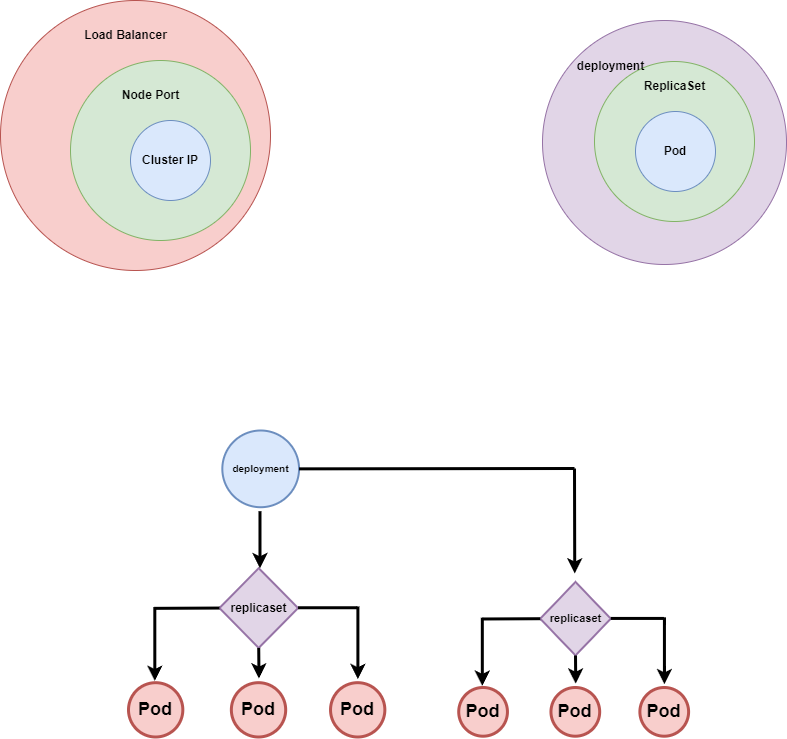 Load Balancer
Node Port
Cluster IP
deployment
ReplicaSet
Pod
deployment
replicaset
replicaset
Pod
Pod
Pod
Pod
Pod
Pod